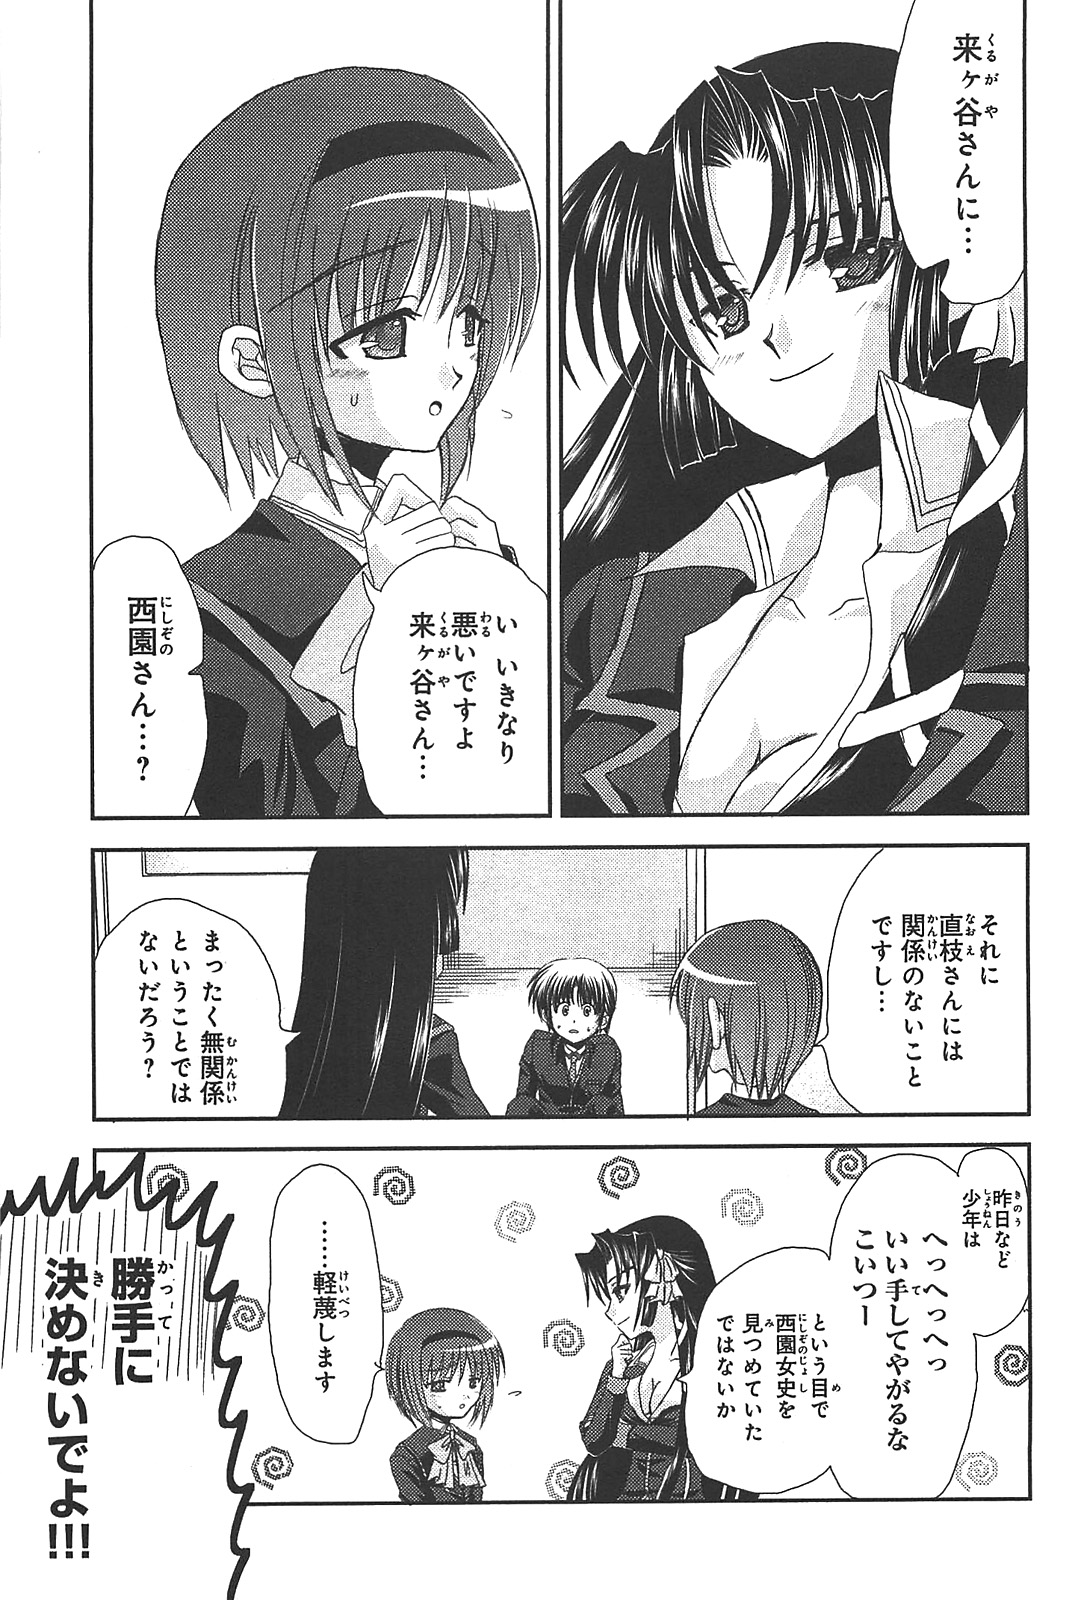 来ヶ谷さんに…
い いきなり
悪いですよ
来ヶ谷さん…
西園さん…?
それに
直枝さんには
関係のないこと
ですし…
まったく無関係
ということでは
ないだろう?
昨日など
少年は
へっへっへっ
いい手してやがるな
こいつー
という目で
西園女史を
見つめていた
ではないか
……軽蔑します
勝手に
決めないでよ!!!